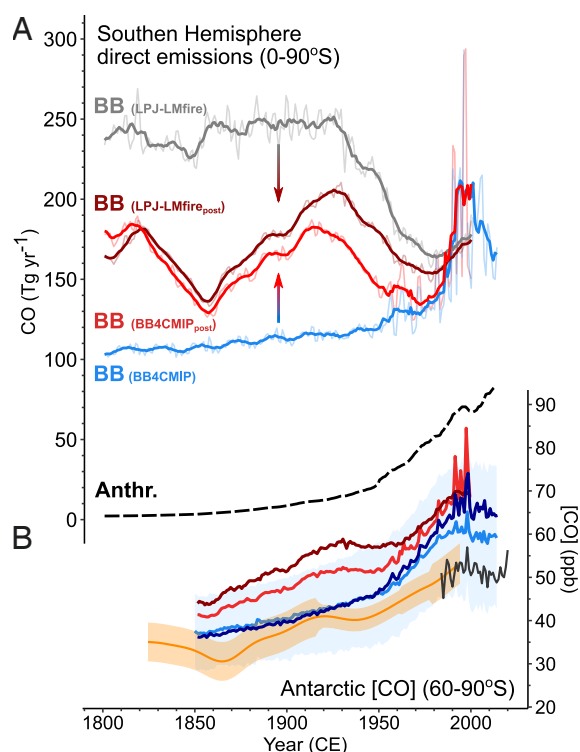 A
Southen Hemisphere
direct emissions (0-90°S)
300
250
200
150
100
50
0
CO (Tg yr⁻¹)
BB (LPJ-LMfire)
BB (LPJ-LMfirepost)
BB (BB4CMIPpost)
BB (BB4CMIP)
Anthr.
B
90
80
70
60
50
40
30
20
[CO] (ppb)
Antarctic [CO] (60-90°S)
1800 1850 1900 1950 2000
Year (CE)